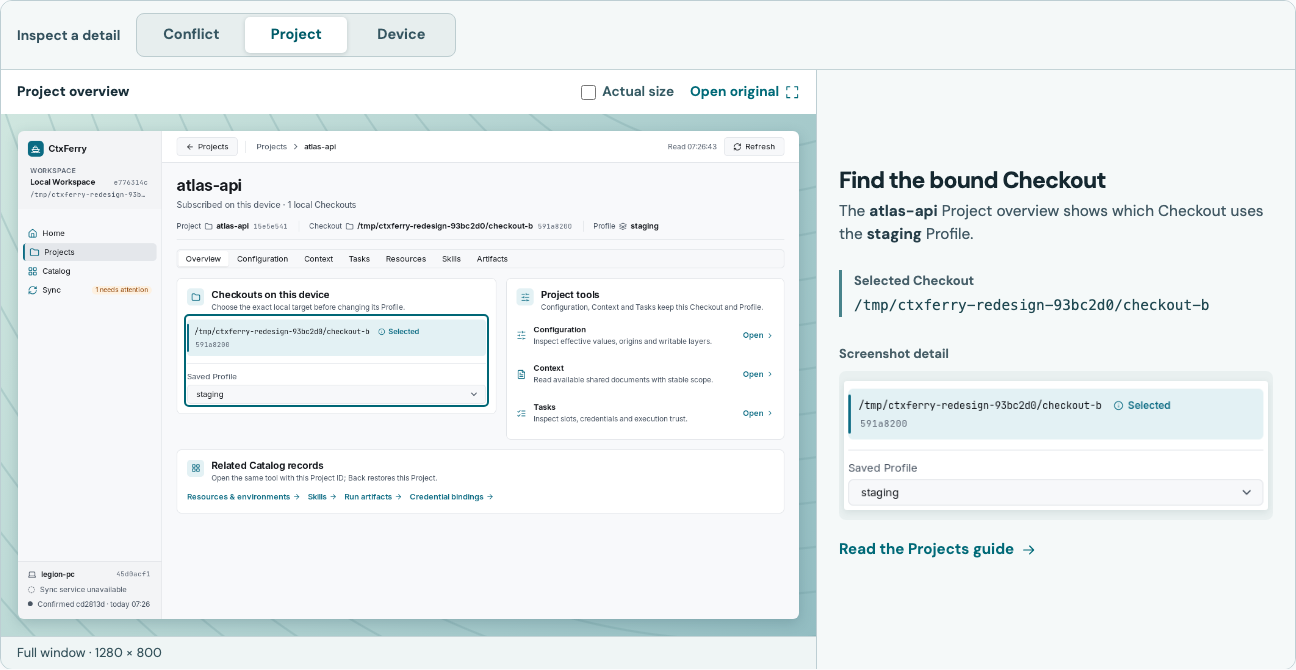 Inspect a detail
Conflict
Project
Device
Project overview
Actual size
Open original
CtxFerry
WORKSPACE
Local Workspace e776314c
/tmp/ctxferry-redesign-93b…
Home
Projects
Catalog
Sync 1 needs attention
legion-pc 45d0acf1
Sync service unavailable
Confirmed cd2813d · today 07:26
← Projects
Projects > atlas-api
Read 07:26:43
Refresh
atlas-api
Subscribed on this device · 1 local Checkouts
Project atlas-api 15e5e541
Checkout /tmp/ctxferry-redesign-93bc2d0/checkout-b 591a8200
Profile staging
Overview Configuration Context Tasks Resources Skills Artifacts
Checkouts on this device
Choose the exact local target before changing its Profile.
/tmp/ctxferry-redesign-93bc2d0/checkout-b Selected
591a8200
Saved Profile
staging
Project tools
Configuration, Context and Tasks keep this Checkout and Profile.
Configuration
Inspect effective values, origins and writable layers.
Open >
Context
Read available shared documents with stable scope.
Open >
Tasks
Inspect slots, credentials and execution trust.
Open >
Related Catalog records
Open the same tool with this Project ID; Back restores this Project.
Resources & environments → Skills → Run artifacts → Credential bindings →
Full window · 1280 × 800
Find the bound Checkout
The atlas-api Project overview shows which Checkout uses
the staging Profile.
Selected Checkout
/tmp/ctxferry-redesign-93bc2d0/checkout-b
Screenshot detail
/tmp/ctxferry-redesign-93bc2d0/checkout-b Selected
591a8200
Saved Profile
staging
Read the Projects guide →